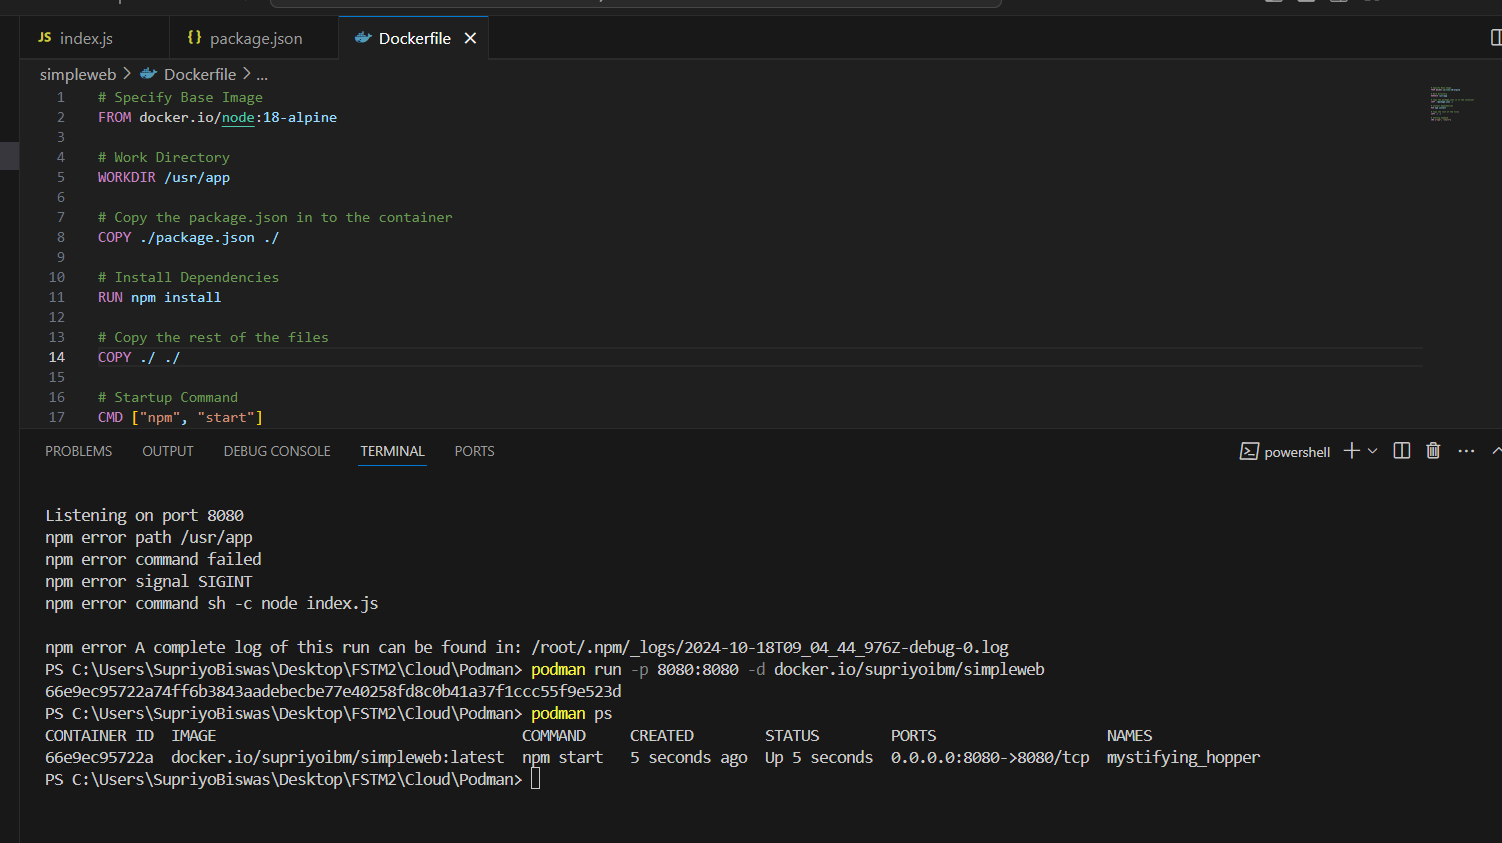 JS index.js {} package.json Dockerfile
simpleweb > Dockerfile > ...
1 # Specify Base Image
2 FROM docker.io/node:18-alpine
3
4 # Work Directory
5 WORKDIR /usr/app
6
7 # Copy the package.json in to the container
8 COPY ./package.json ./
9
10 # Install Dependencies
11 RUN npm install
12
13 # Copy the rest of the files
14 COPY ./ ./
15
16 # Startup Command
17 CMD ["npm", "start"]
PROBLEMS OUTPUT DEBUG CONSOLE TERMINAL PORTS powershell
Listening on port 8080
npm error path /usr/app
npm error command failed
npm error signal SIGINT
npm error command sh -c node index.js
npm error A complete log of this run can be found in: /root/.npm/_logs/2024-10-18T09_04_44_976Z-debug-0.log
PS C:\Users\SupriyoBiswas\Desktop\FSTM2\Cloud\Podman> podman run -p 8080:8080 -d docker.io/supriyoibm/simpleweb
66e9ec95722a74ff6b3843aadebecbe77e40258fd8c0b41a37f1ccc55f9e523d
PS C:\Users\SupriyoBiswas\Desktop\FSTM2\Cloud\Podman> podman ps
CONTAINER ID IMAGE COMMAND CREATED STATUS PORTS NAMES
66e9ec95722a docker.io/supriyoibm/simpleweb:latest npm start 5 seconds ago Up 5 seconds 0.0.0.0:8080->8080/tcp mystifying_hopper
PS C:\Users\SupriyoBiswas\Desktop\FSTM2\Cloud\Podman>